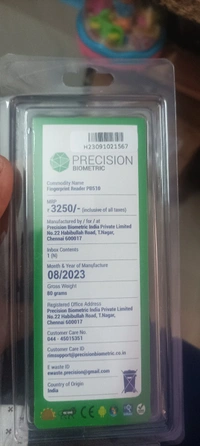 H23091021567
PRECISION
BIOMETRIC
Commodity Name
Fingerprint Reader PB510
MRP
₹3250/- (Inclusive of all taxes)
Manufactured by / for / at
Precision Biometric India Private Limited
No.22 Habibullah Road, T.Nagar,
Chennai 600017
Inbox Contents
1 (N)
Month & Year of Manufacture
08/2023
Gross Weight
80 grams
Registered Office Address
Precision Biometric India Private Limited
No.22 Habibullah Road, T.Nagar,
Chennai 600017
Customer Care No
044 - 45015351
Customer Care ID
rmssupport@precisionbiometric.co.in
E waste ID
ewaste.precision@gmail.com
Country of Origin
India
CE